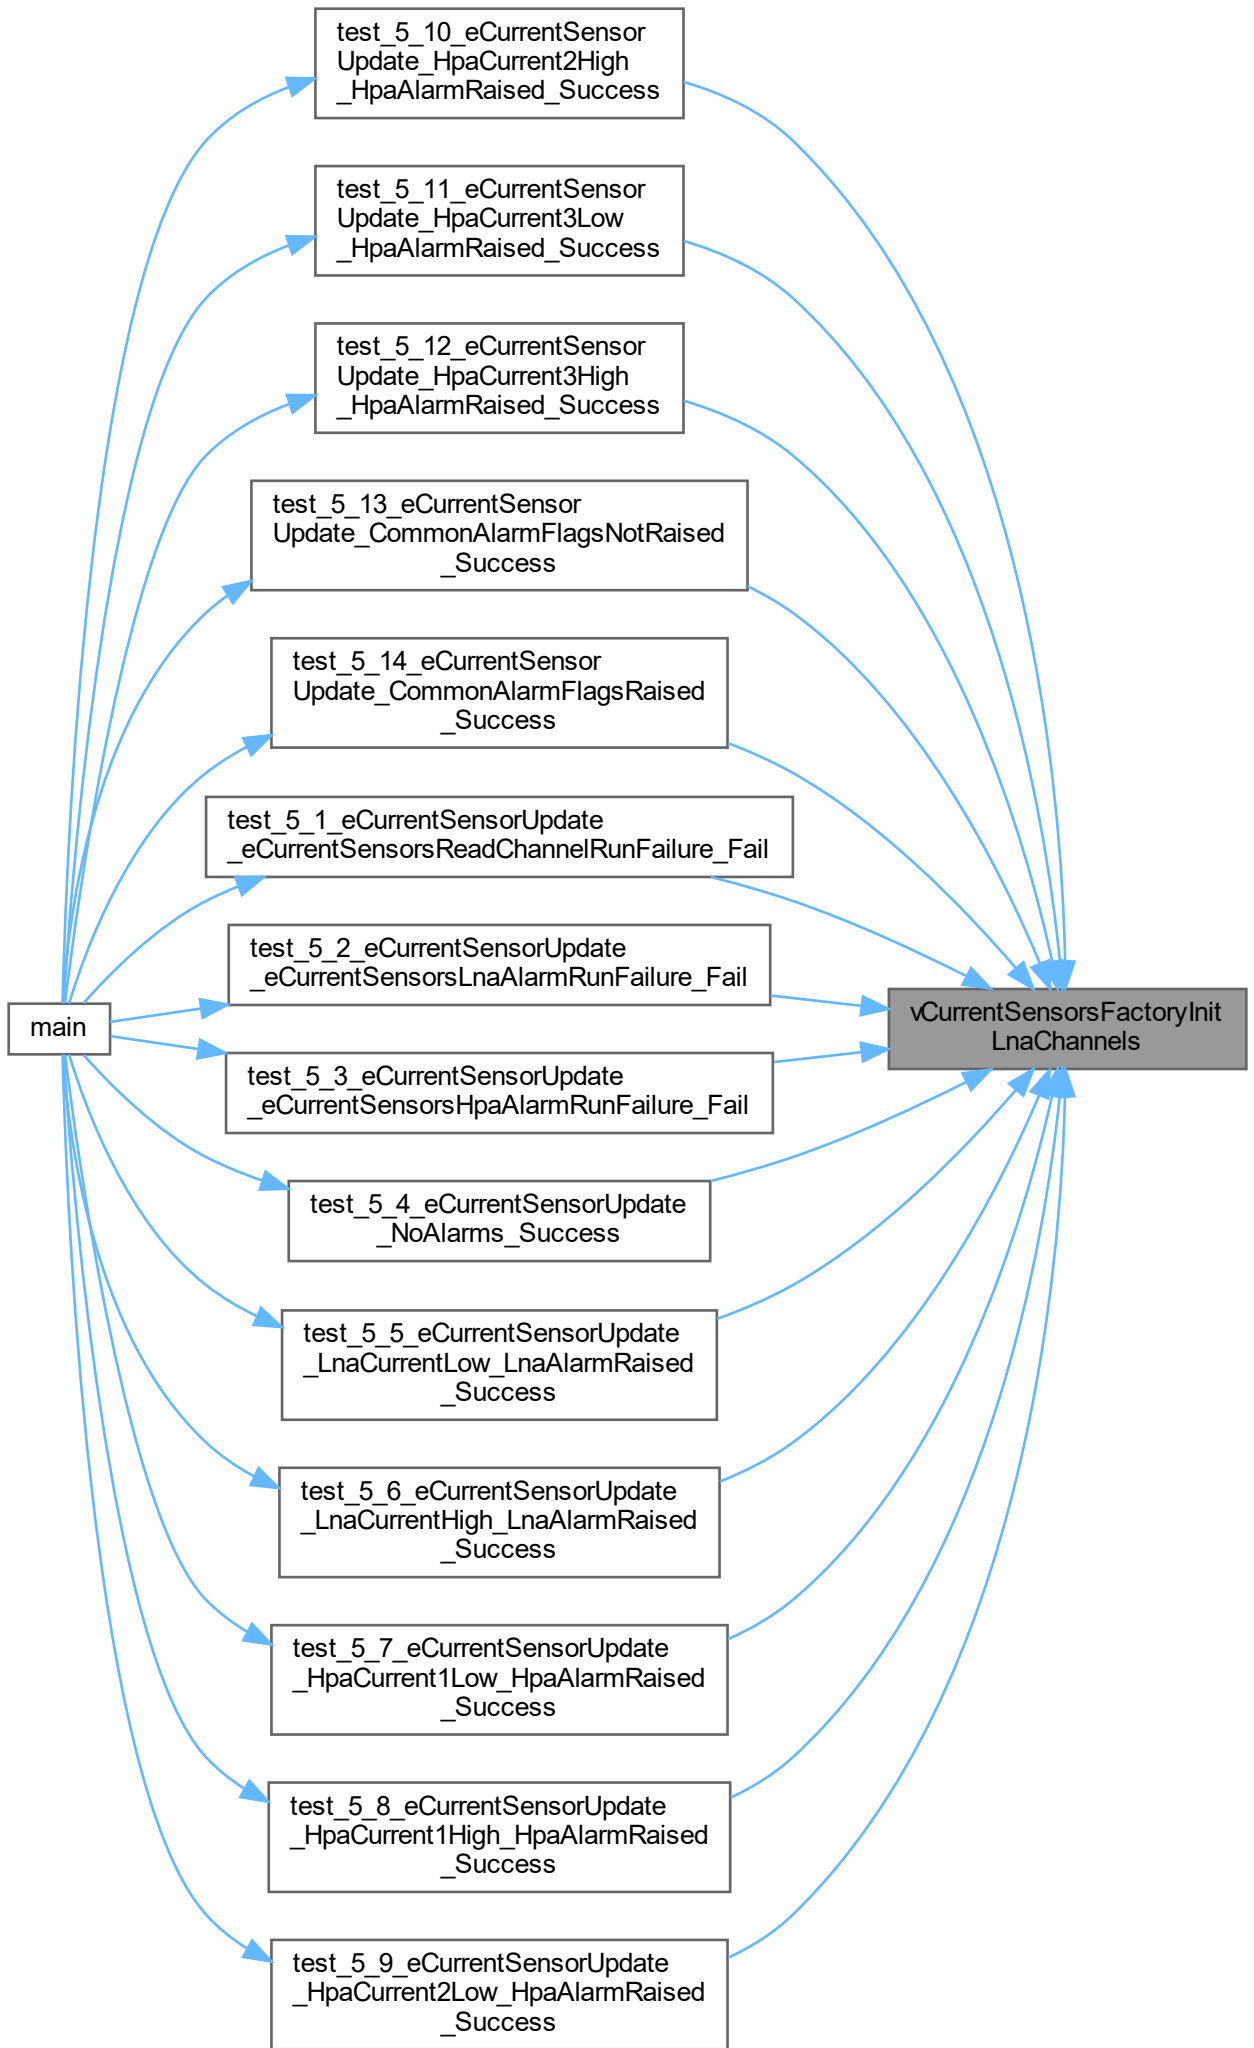 test_5_10_eCurrentSensor
Update_HpaCurrent2High
_HpaAlarmRaised_Success
test_5_11_eCurrentSensor
Update_HpaCurrent3Low
_HpaAlarmRaised_Success
test_5_12_eCurrentSensor
Update_HpaCurrent3High
_HpaAlarmRaised_Success
test_5_13_eCurrentSensor
Update_CommonAlarmFlagsNotRaised
_Success
test_5_14_eCurrentSensor
Update_CommonAlarmFlagsRaised
_Success
test_5_1_eCurrentSensorUpdate
_eCurrentSensorsReadChannelRunFailure_Fail
test_5_2_eCurrentSensorUpdate
_eCurrentSensorsLnaAlarmRunFailure_Fail
main
vCurrentSensorsFactoryInit
LnaChannels
test_5_3_eCurrentSensorUpdate
_eCurrentSensorsHpaAlarmRunFailure_Fail
test_5_4_eCurrentSensorUpdate
_NoAlarms_Success
test_5_5_eCurrentSensorUpdate
_LnaCurrentLow_LnaAlarmRaised
_Success
test_5_6_eCurrentSensorUpdate
_LnaCurrentHigh_LnaAlarmRaised
_Success
test_5_7_eCurrentSensorUpdate
_HpaCurrent1Low_HpaAlarmRaised
_Success
test_5_8_eCurrentSensorUpdate
_HpaCurrent1High_HpaAlarmRaised
_Success
test_5_9_eCurrentSensorUpdate
_HpaCurrent2Low_HpaAlarmRaised
_Success